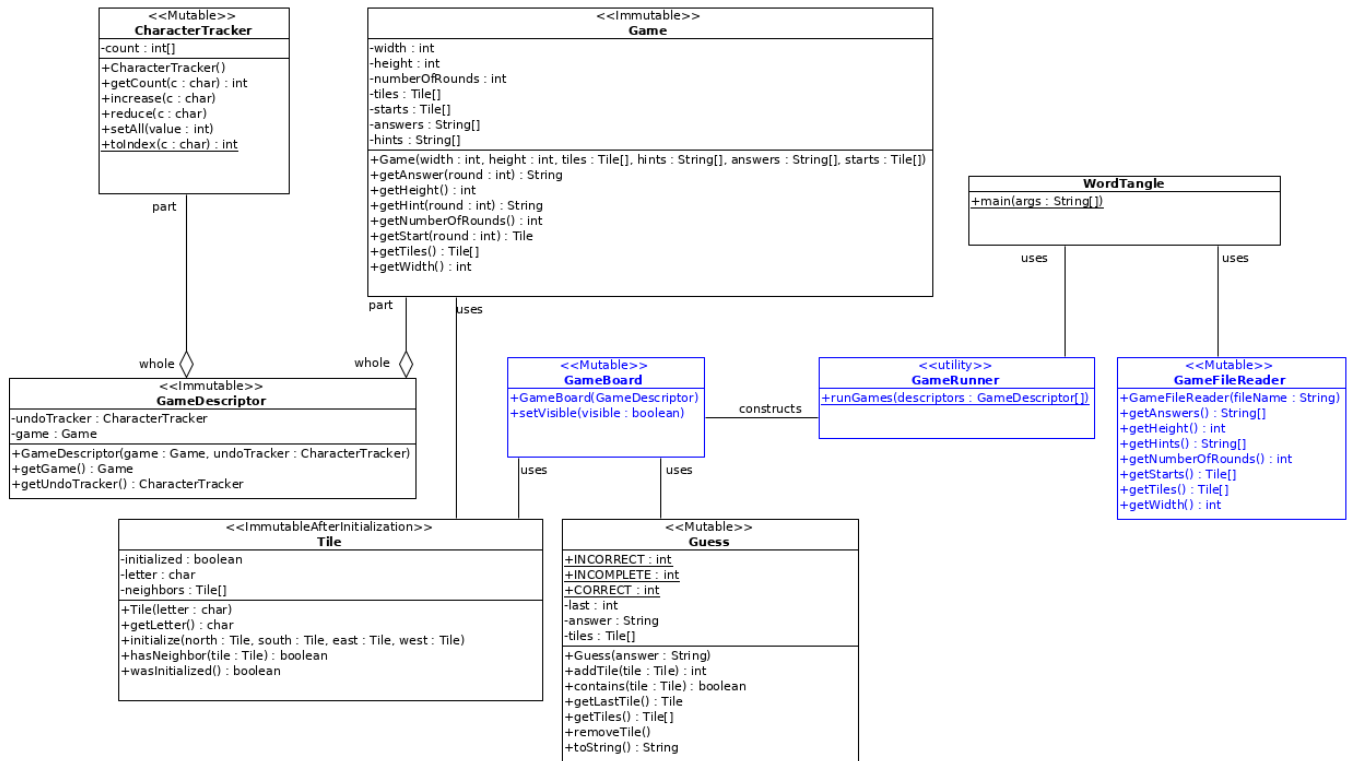 <<Mutable>>
CharacterTracker
-count : int[]
+CharacterTracker()
+getCount(c : char) : int
+increase(c : char)
+reduce(c : char)
+setAll(value : int)
+toIndex(c : char) : int
<<Immutable>>
Game
-width : int
-height : int
-numberOfRounds : int
-tiles : Tile[]
-starts : Tile[]
-answers : String[]
-hints : String[]
+Game(width : int, height : int, tiles : Tile[], hints : String[], answers : String[], starts : Tile[])
+getAnswer(round : int) : String
+getHeight() : int
+getHint(round : int) : String
+getNumberOfRounds() : int
+getStart(round : int) : Tile
+getTiles() : Tile[]
+getWidth() : int
WordTangle
+main(args : String[])
part
part
uses
uses
uses
whole
whole
<<Immutable>>
GameDescriptor
-undoTracker : CharacterTracker
-game : Game
+GameDescriptor(game : Game, undoTracker : CharacterTracker)
+getGame() : Game
+getUndoTracker() : CharacterTracker
<<Mutable>>
GameBoard
+GameBoard(GameDescriptor)
+setVisible(visible : boolean)
constructs
<<utility>>
GameRunner
+runGames(descriptors : GameDescriptor[])
<<Mutable>>
GameFileReader
+GameFileReader(fileName : String)
+getAnswers() : String[]
+getHeight() : int
+getHints() : String[]
+getNumberOfRounds() : int
+getStarts() : Tile[]
+getTiles() : Tile[]
+getWidth() : int
uses
uses
<<ImmutableAfterInitialization>>
Tile
-initialized : boolean
-letter : char
-neighbors : Tile[]
+Tile(letter : char)
+getLetter() : char
+initialize(north : Tile, south : Tile, east : Tile, west : Tile)
+hasNeighbor(tile : Tile) : boolean
+wasInitialized() : boolean
<<Mutable>>
Guess
+INCORRECT : int
+INCOMPLETE : int
+CORRECT : int
-last : int
-answer : String
-tiles : Tile[]
+Guess(answer : String)
+addTile(tile : Tile) : int
+contains(tile : Tile) : boolean
+getLastTile() : Tile
+getTiles() : Tile[]
+removeTile()
+toString() : String